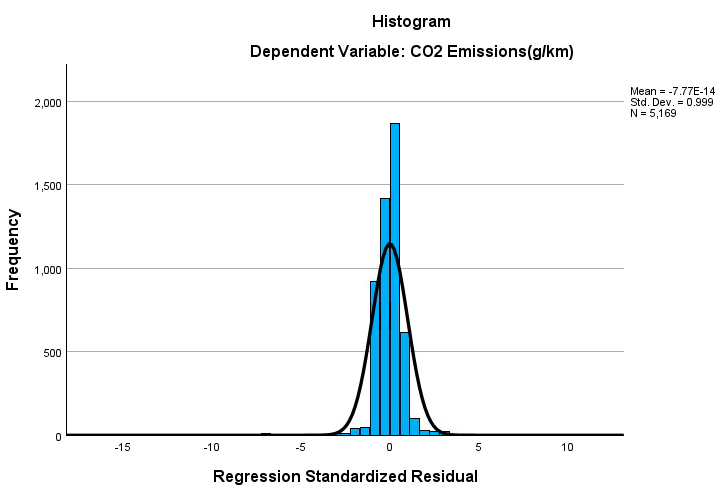 Histogram
Dependent Variable: CO2 Emissions(g/km)
Mean = -7.77E-14
Std. Dev. = 0.999
N = 5,169
2,000
1,500
1,000
500
0
Frequency
-15 -10 -5 0 5 10
Regression Standardized Residual